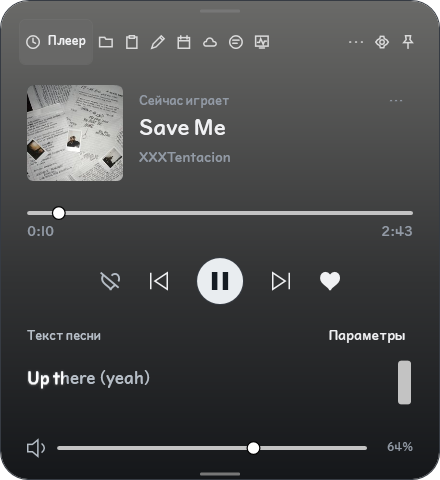 Плеер
Сейчас играет
Save Me
XXXTentacion
0:10
2:43
Текст песни
Параметры
Up there (yeah)
64%